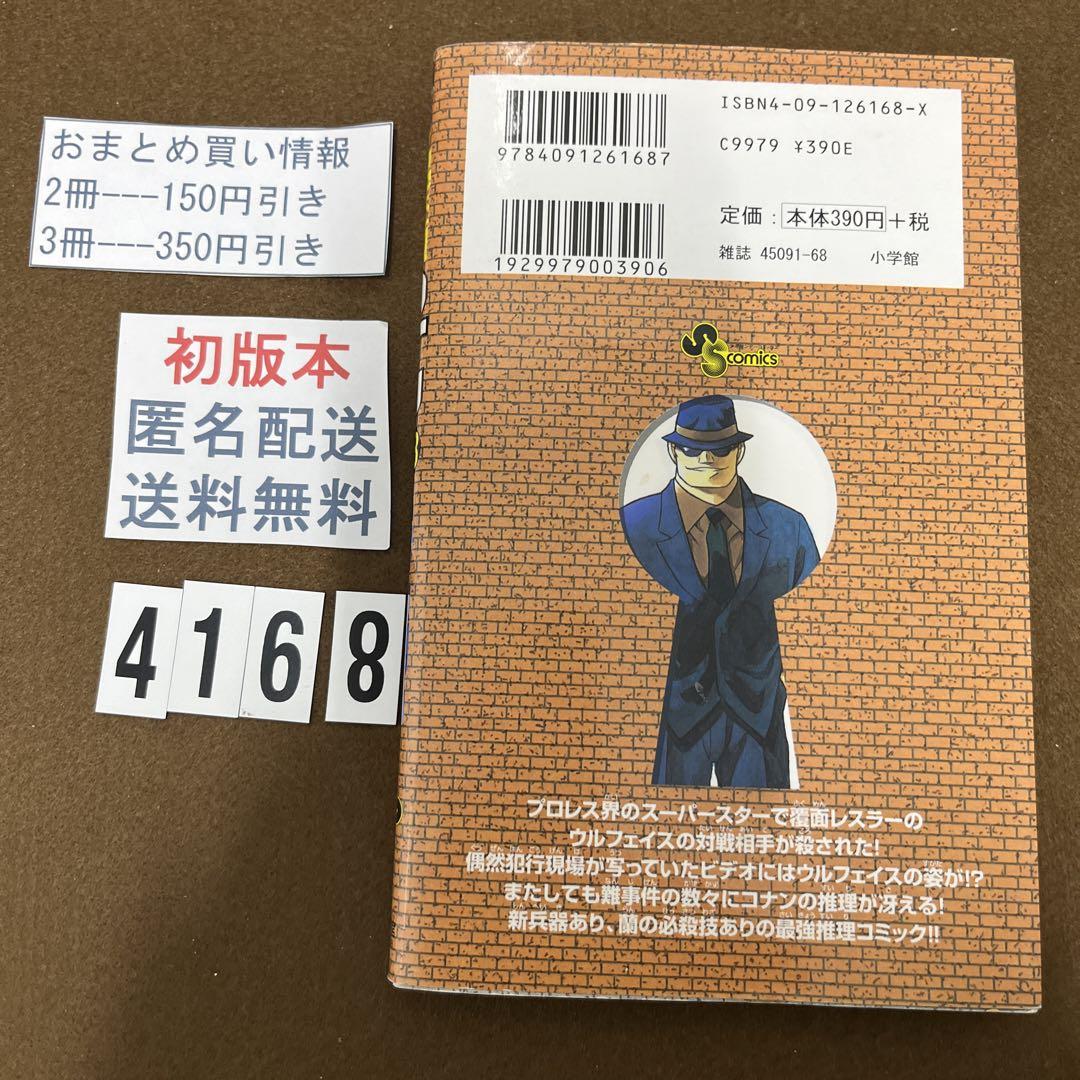 おまとめ買い情報
2冊---150円引き
3冊---350円引き
初版本
匿名配送
送料無料
4168
ISBN4-09-126168-X
9784091261687
C9979 ¥390E
定価：本体390円+税
1929979003906
雑誌 45091-68 小学館
SS comics
プロレス界のスーパースターで覆面レスラーの
ウルフェイスの対戦相手が殺された!
偶然犯行現場が写っていたビデオにはウルフェイスの姿が!?
またしても難事件の数々にコナンの推理が冴える!
新兵器あり、蘭の必殺技ありの最強推理コミック!!